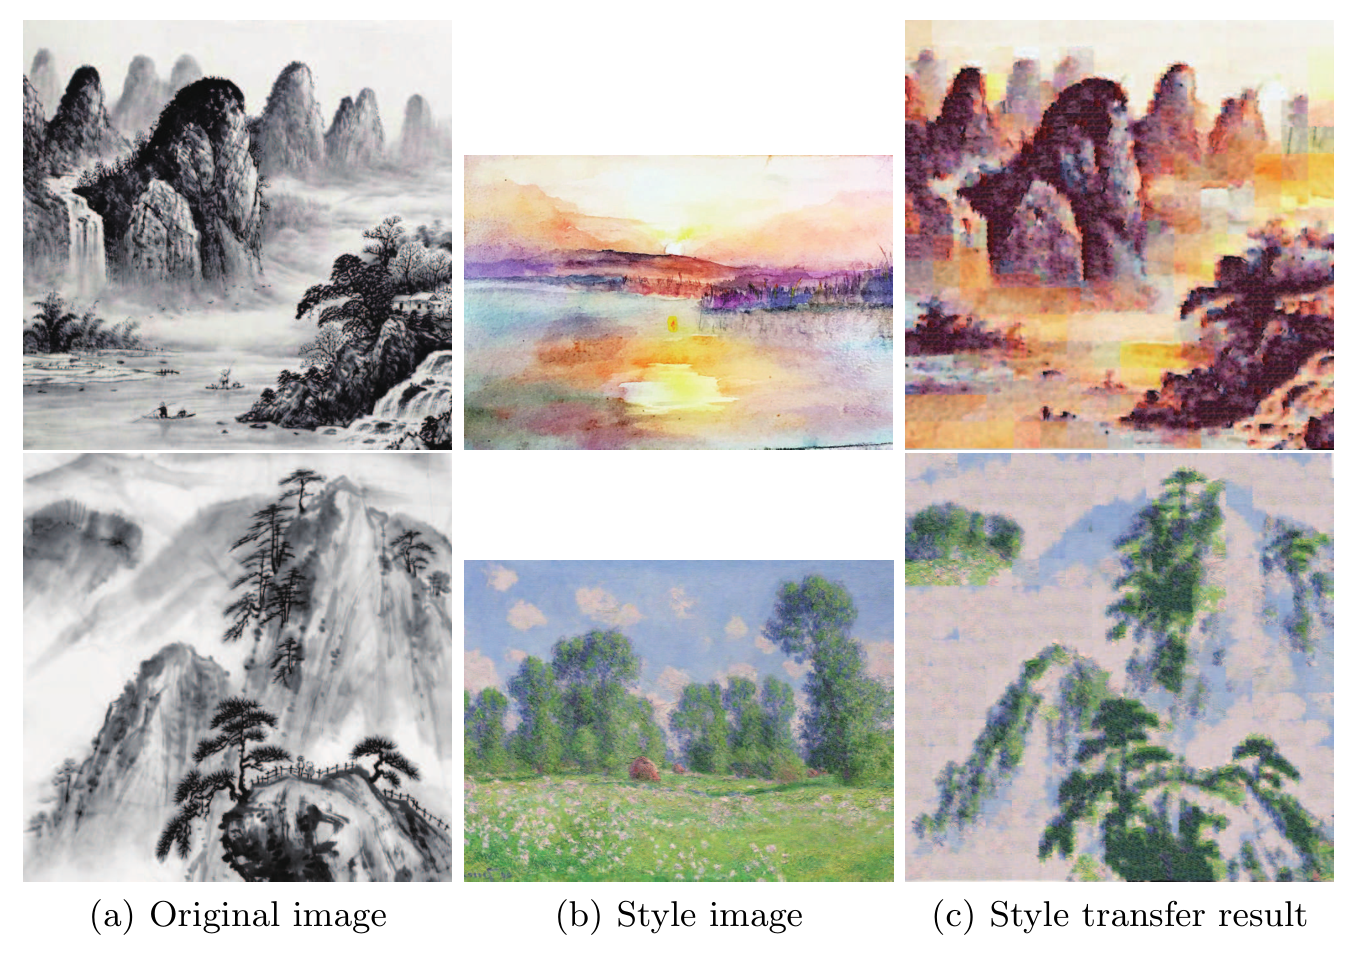 (a) Original image
(b) Style image
(c) Style transfer result